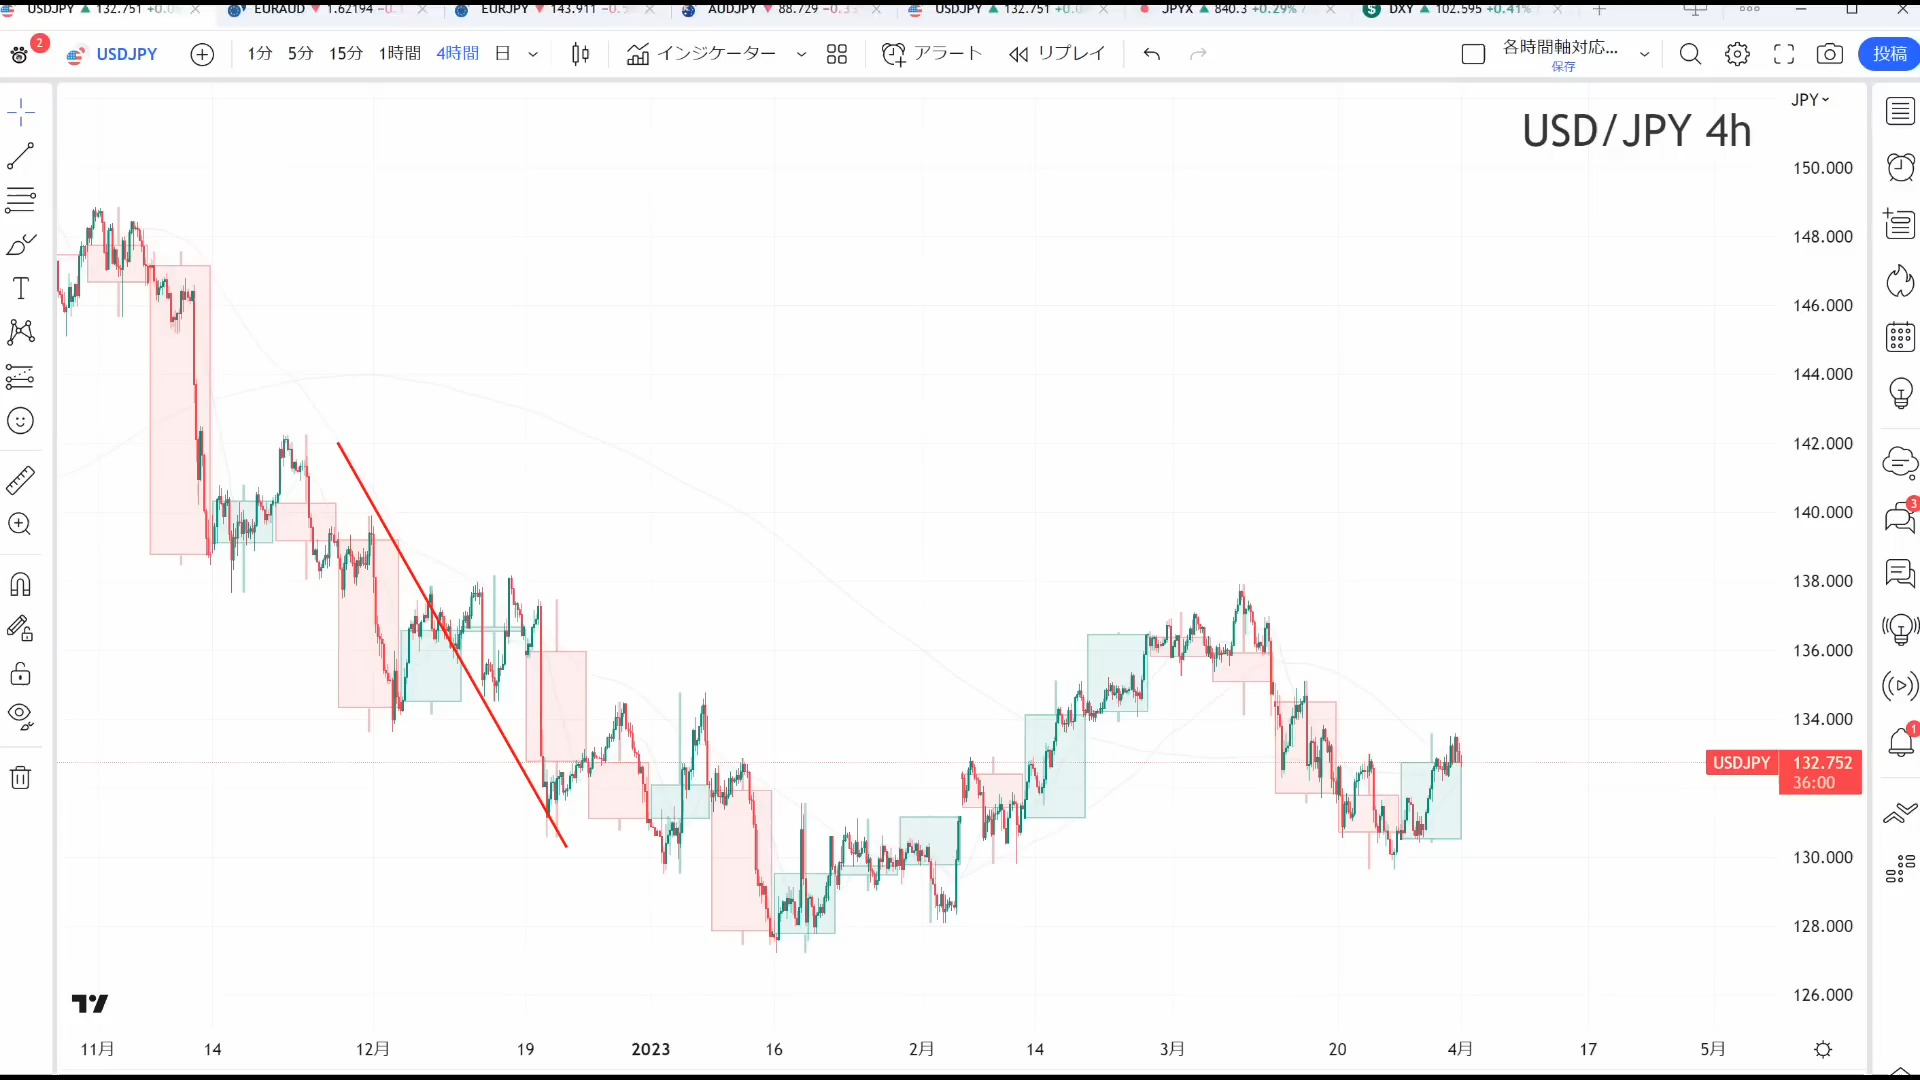 USDJPY 132.751 EURAUD 1.62194 EURJPY 143.911 AUDJPY 88.729 USDJPY 132.751 JPYX 840.3 +0.29% DXY 102.595 +0.41%
2
USDJPY 1分 5分 15分 1時間 4時間 日 インジケーター アラート リプレイ 各時間軸対応... 投稿
保存
JPY
USD/JPY 4h
150.000
148.000
146.000
144.000
142.000
140.000
3
138.000
136.000
134.000
1
USDJPY 132.752
36:00
130.000
128.000
126.000
11月 14 12月 19 2023 16 2月 14 3月 20 4月 17 5月